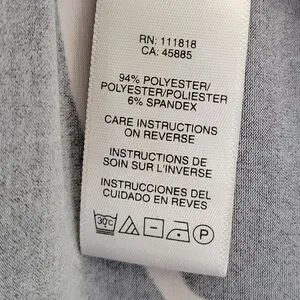 RN: 111818
CA: 45885
94% POLYESTER/
POLYESTER/POLIESTER
6% SPANDEX
CARE INSTRUCTIONS
ON REVERSE
INSTRUCTIONS DE
SOIN SUR L'INVERSE
INSTRUCCIONES DEL
CUIDADO EN REVES
30°C P